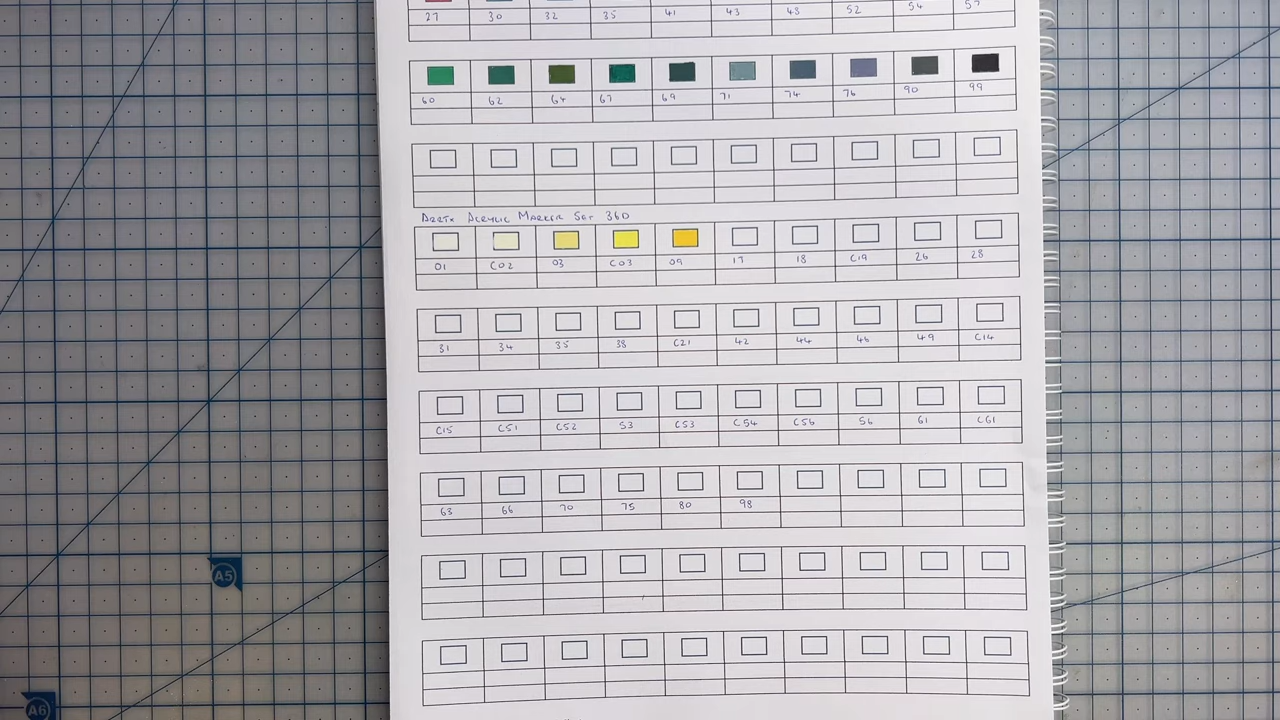 27 30 32 35 41 43 48 52 54 57
60 62 64 67 69 71 74 76 90 99
Arrtx Acrylic Marker Set 360
01 C02 03 C03 09 17 18 C19 26 28
31 34 35 38 C21 42 44 46 49 C14
C15 C51 C52 53 C53 C54 C56 56 61 C61
63 66 70 75 80 98
A5
A6